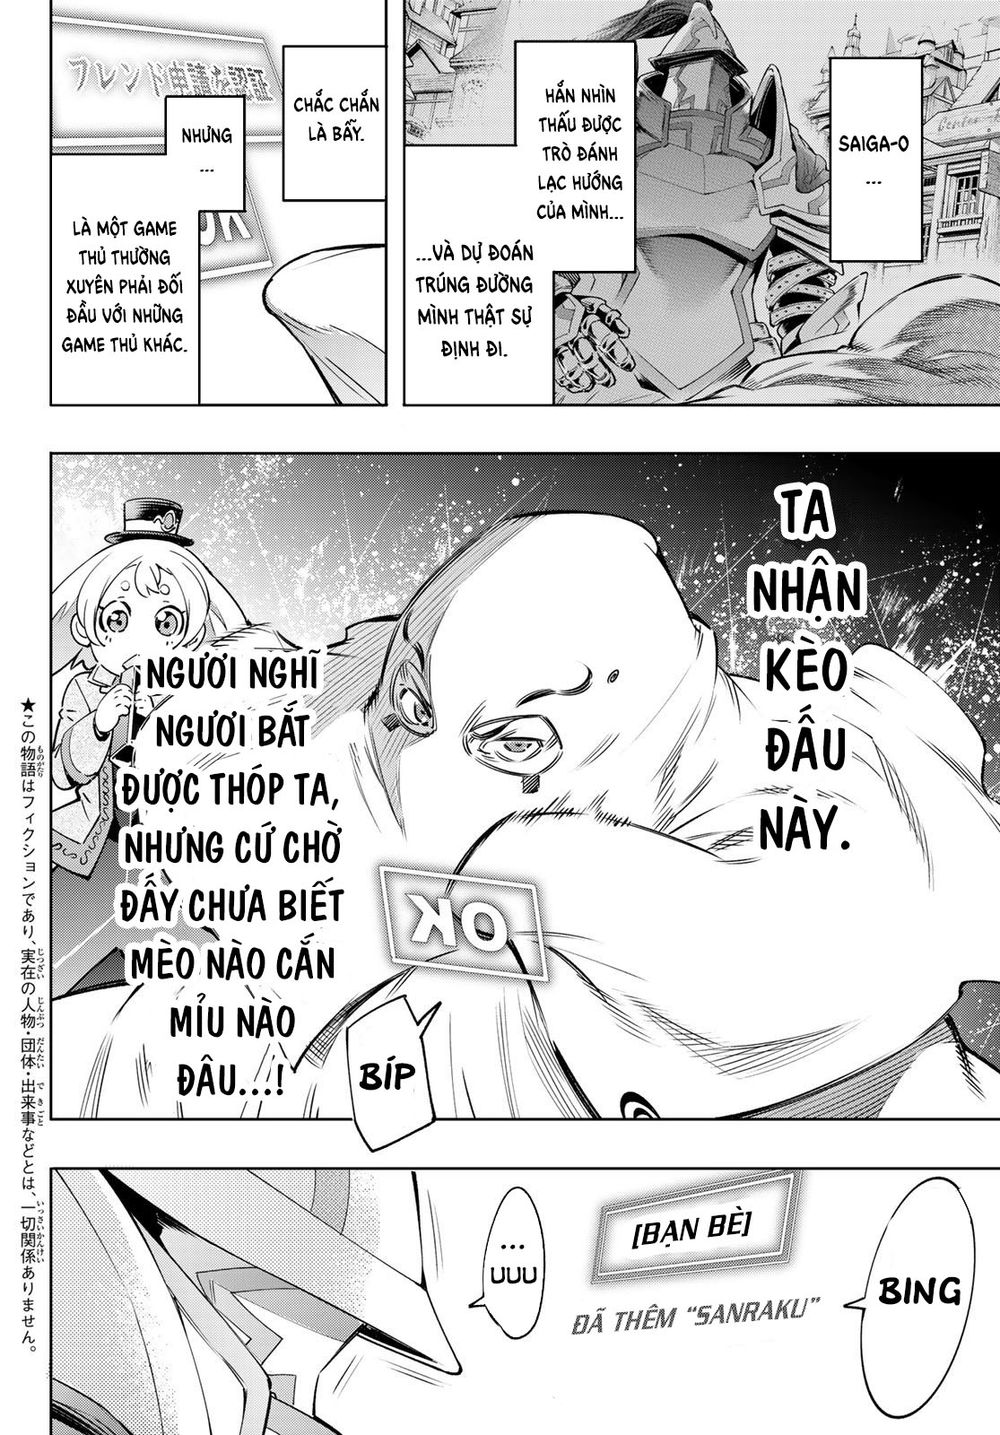 SAIGA-0
...
HẮN NHÌN
THẤU ĐƯỢC
TRÒ ĐÁNH
LẠC HƯỚNG
CỦA MÌNH...
...VÀ DỰ ĐOÁN
TRÚNG ĐƯỜNG
MÌNH THẬT SỰ
ĐỊNH ĐI.
フレンド申請を認証
OK
CHẮC CHẮN
LÀ BẪY.
NHƯNG
...
LÀ MỘT GAME
THỦ THƯỜNG
XUYÊN PHẢI ĐỐI
ĐẦU VỚI NHỮNG
GAME THỦ KHÁC.
TA
NHẬN
KÈO
ĐẤU
NÀY.
NGƯƠI NGHĨ
NGƯƠI BẮT
ĐƯỢC THÓP TA,
NHƯNG CỨ CHỜ
ĐẤY CHƯA BIẾT
MÈO NÀO CẮN
MỈU NÀO
ĐÂU...!
OK
BÍP
BING
[BẠN BÈ]
ĐÃ THÊM "SANRAKU"
...
UUU
★この物語はフィクションであり、実在の人物・団体・出来事などとは、一切関係ありません。